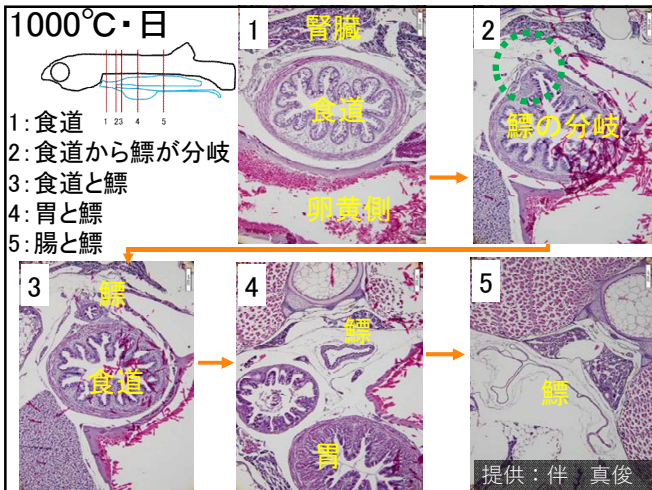 1000℃・日
1 23 4 5
1：食道
2：食道から鰾が分岐
3：食道と鰾
4：胃と鰾
5：腸と鰾
1
腎臓
食道
卵黄側
2
鰾の分岐
3
鰾
食道
4
鰾
胃
5
鰾
提供：伴　真俊